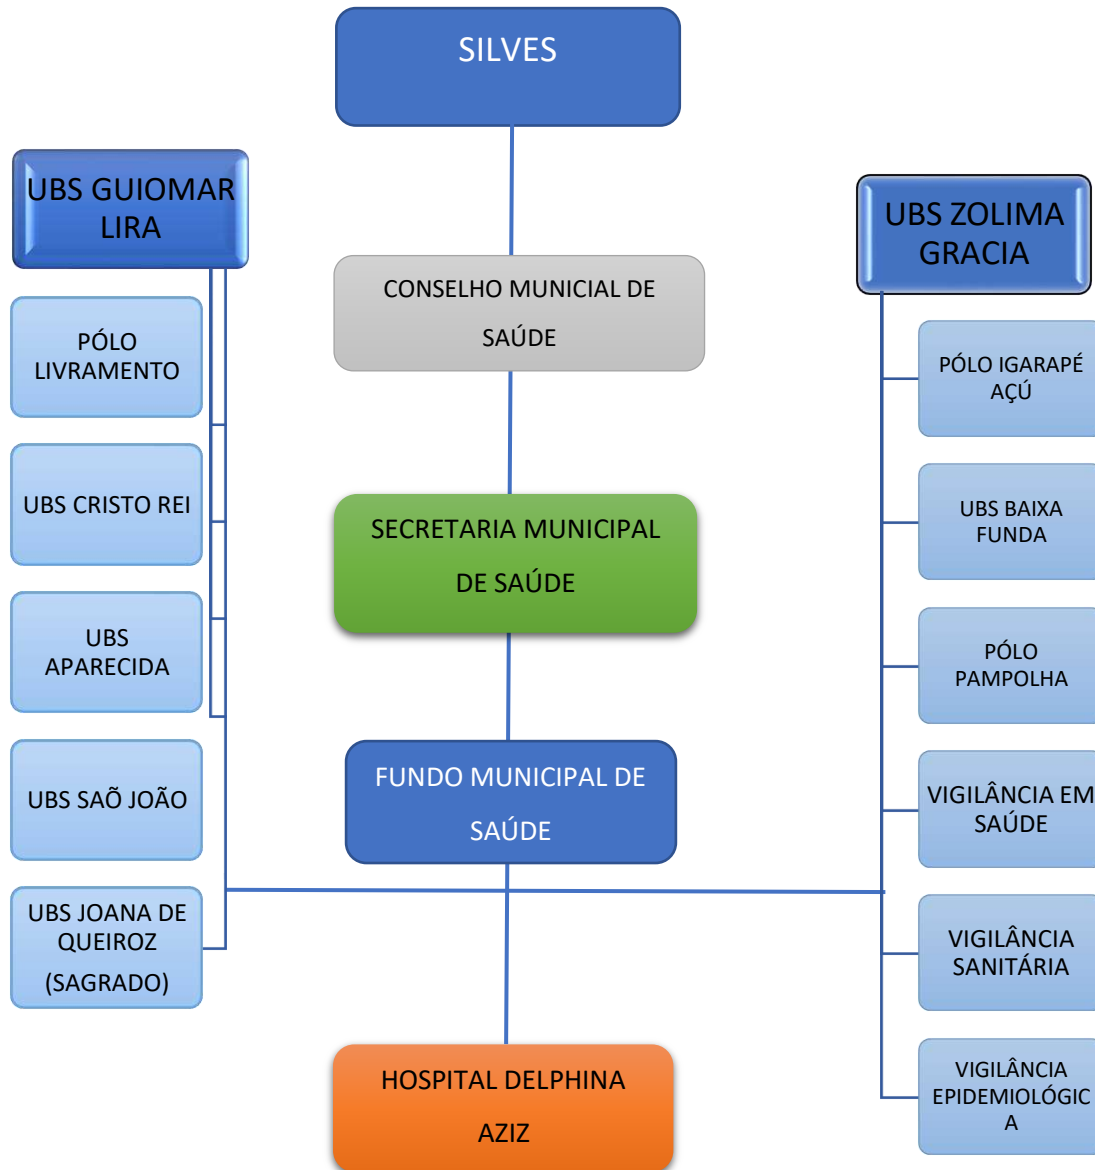 SILVES
UBS GUIOMAR
LIRA
PÓLO
LIVRAMENTO
UBS CRISTO REI
UBS
APARECIDA
UBS SAÕ JOÃO
UBS JOANA DE
QUEIROZ
(SAGRADO)
CONSELHO MUNICIAL DE
SAÚDE
SECRETARIA MUNICIPAL
DE SAÚDE
FUNDO MUNICIPAL DE
SAÚDE
HOSPITAL DELPHINA
AZIZ
UBS ZOLIMA
GRACIA
PÓLO IGARAPÉ
AÇÚ
UBS BAIXA
FUNDA
PÓLO
PAMPOLHA
VIGILÂNCIA EM
SAÚDE
VIGILÂNCIA
SANITÁRIA
VIGILÂNCIA
EPIDEMIOLÓGIC
A